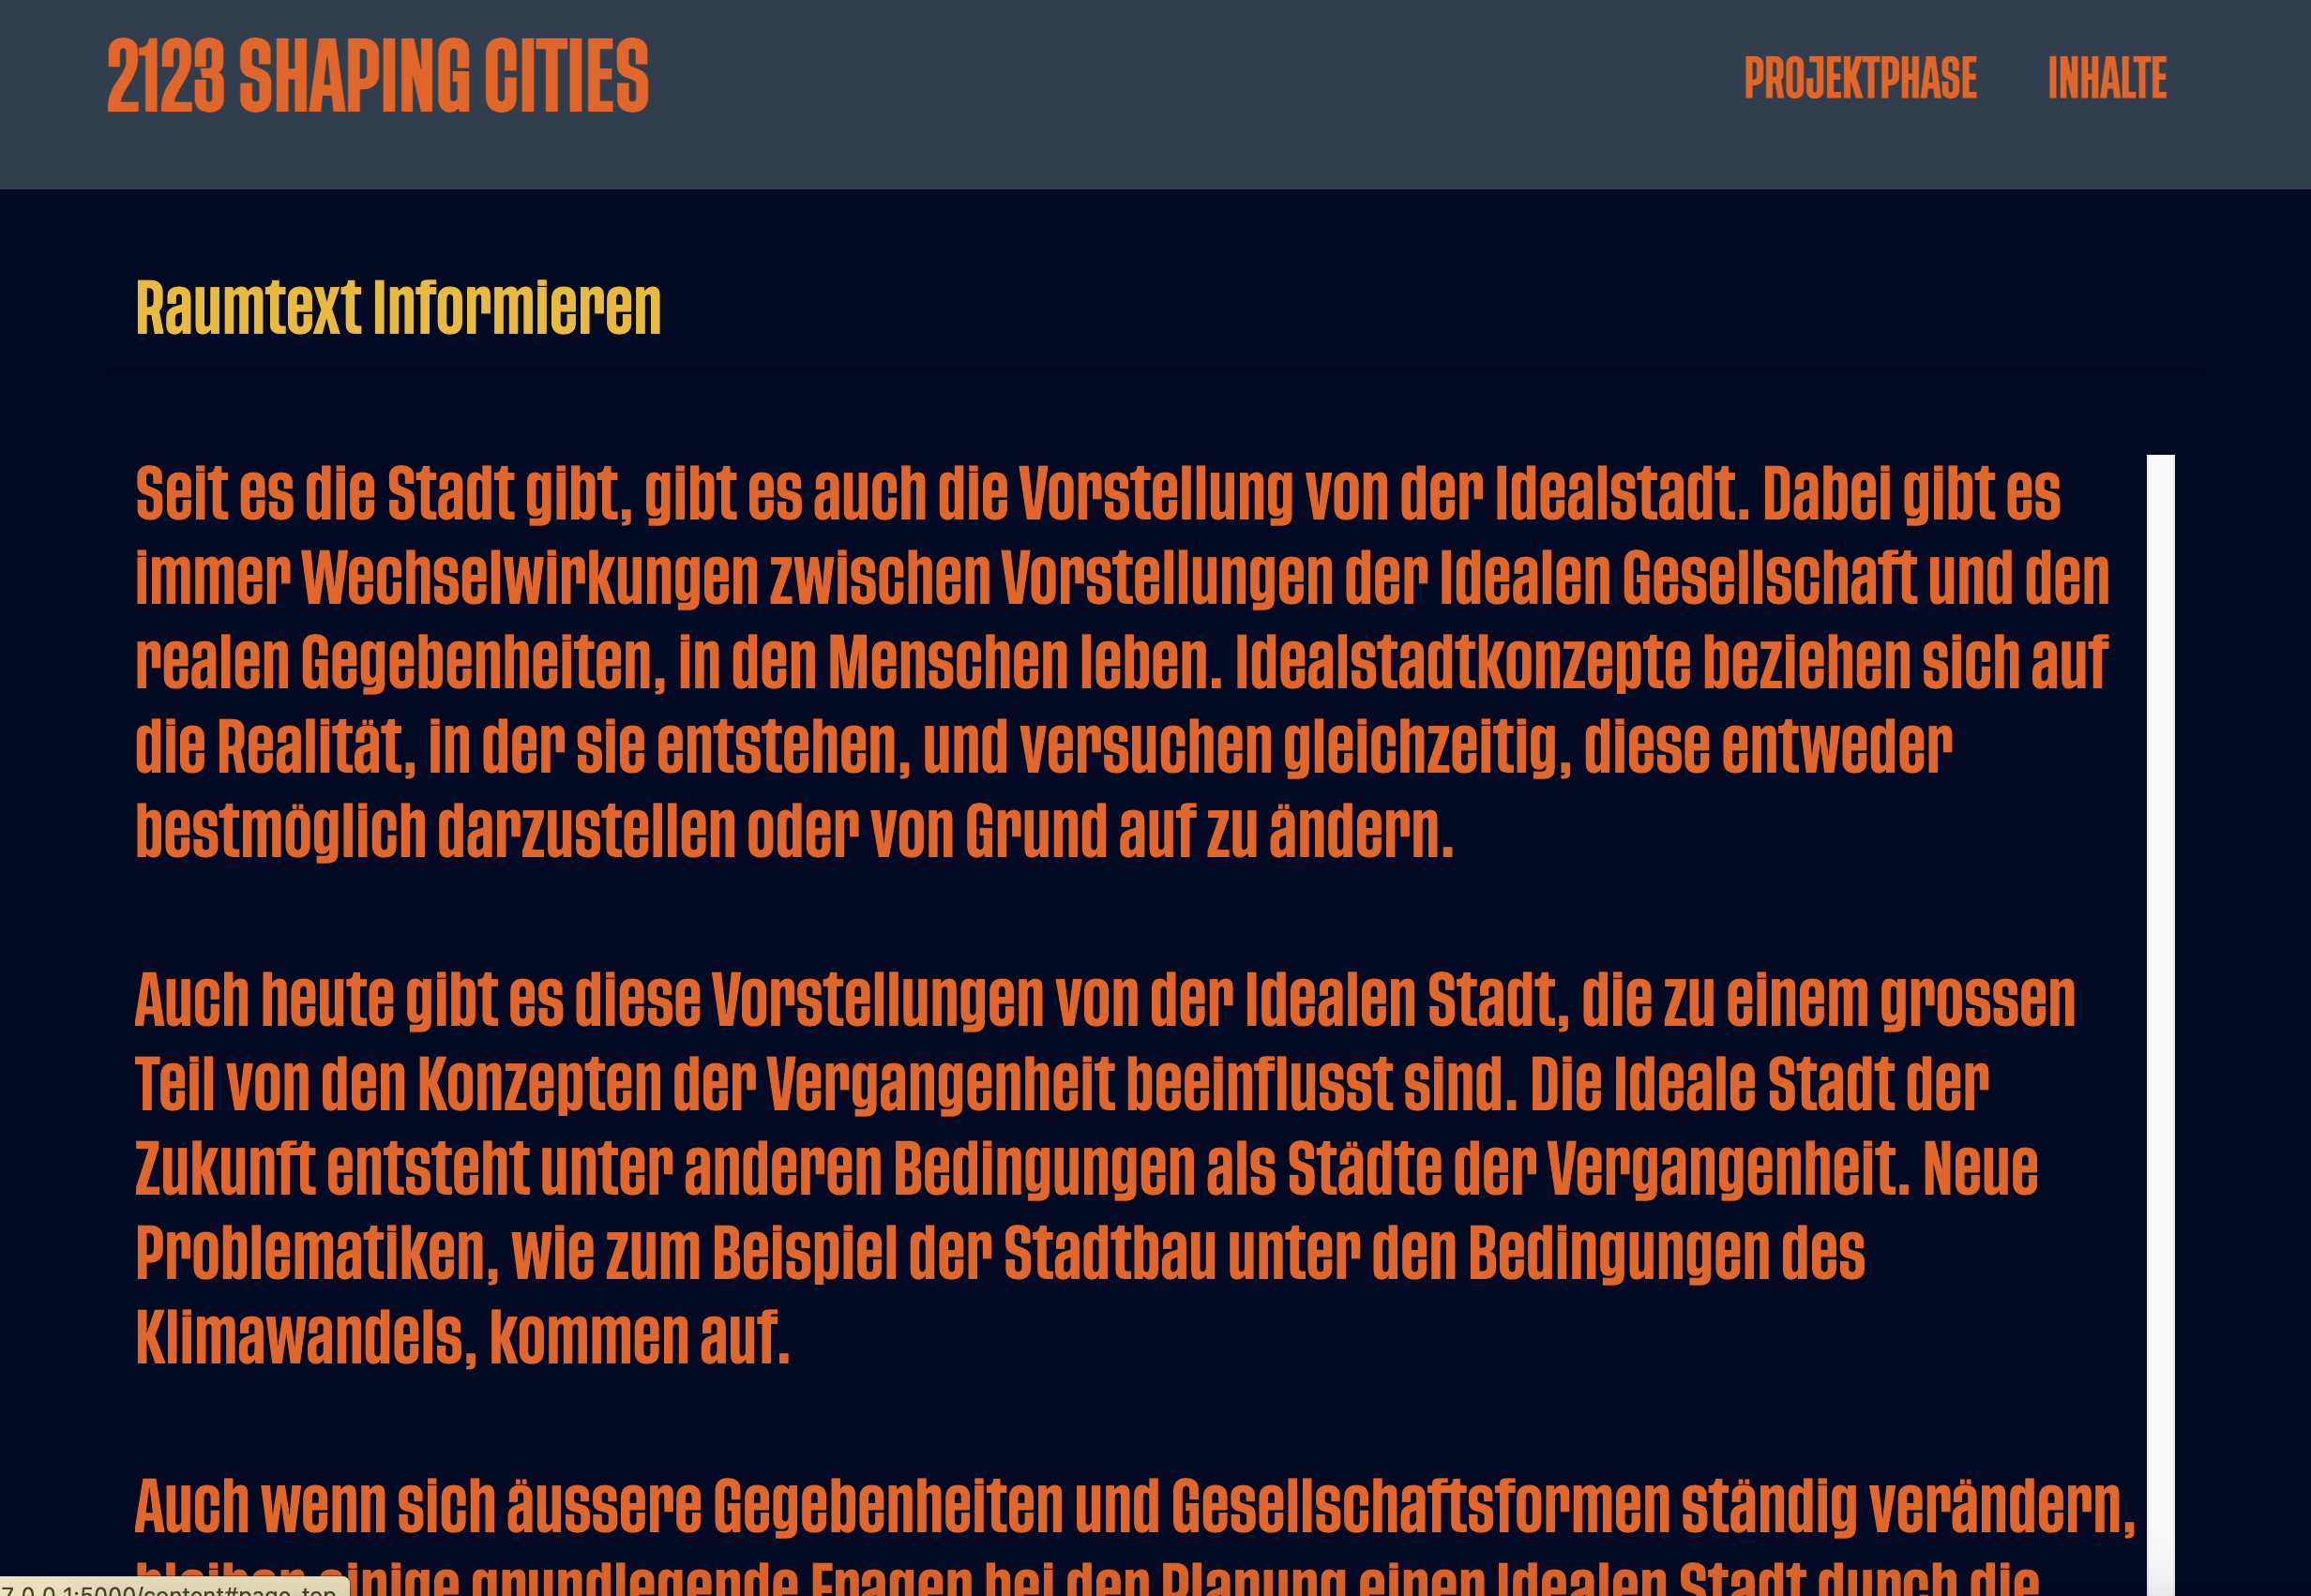 2123 SHAPING CITIES
PROJEKTPHASE
INHALTE
Raumtext Informieren
Seit es die Stadt gibt, gibt es auch die Vorstellung von der Idealstadt. Dabei gibt es
immer Wechselwirkungen zwischen Vorstellungen der Idealen Gesellschaft und den
realen Gegebenheiten, in den Menschen leben. Idealstadtkonzepte beziehen sich auf
die Realität, in der sie entstehen, und versuchen gleichzeitig, diese entweder
bestmöglich darzustellen oder von Grund auf zu ändern.
Auch heute gibt es diese Vorstellungen von der Idealen Stadt, die zu einem grossen
Teil von den Konzepten der Vergangenheit beeinflusst sind. Die Ideale Stadt der
Zukunft entsteht unter anderen Bedingungen als Städte der Vergangenheit. Neue
Problematiken, wie zum Beispiel der Stadtbau unter den Bedingungen des
Klimawandels, kommen auf.
Auch wenn sich äussere Gegebenheiten und Gesellschaftsformen ständig verändern,
bleiben einige grundlegende Fragen bei den Planung einen Idealen Stadt durch die
7.0.0.1:5000/content#page_top